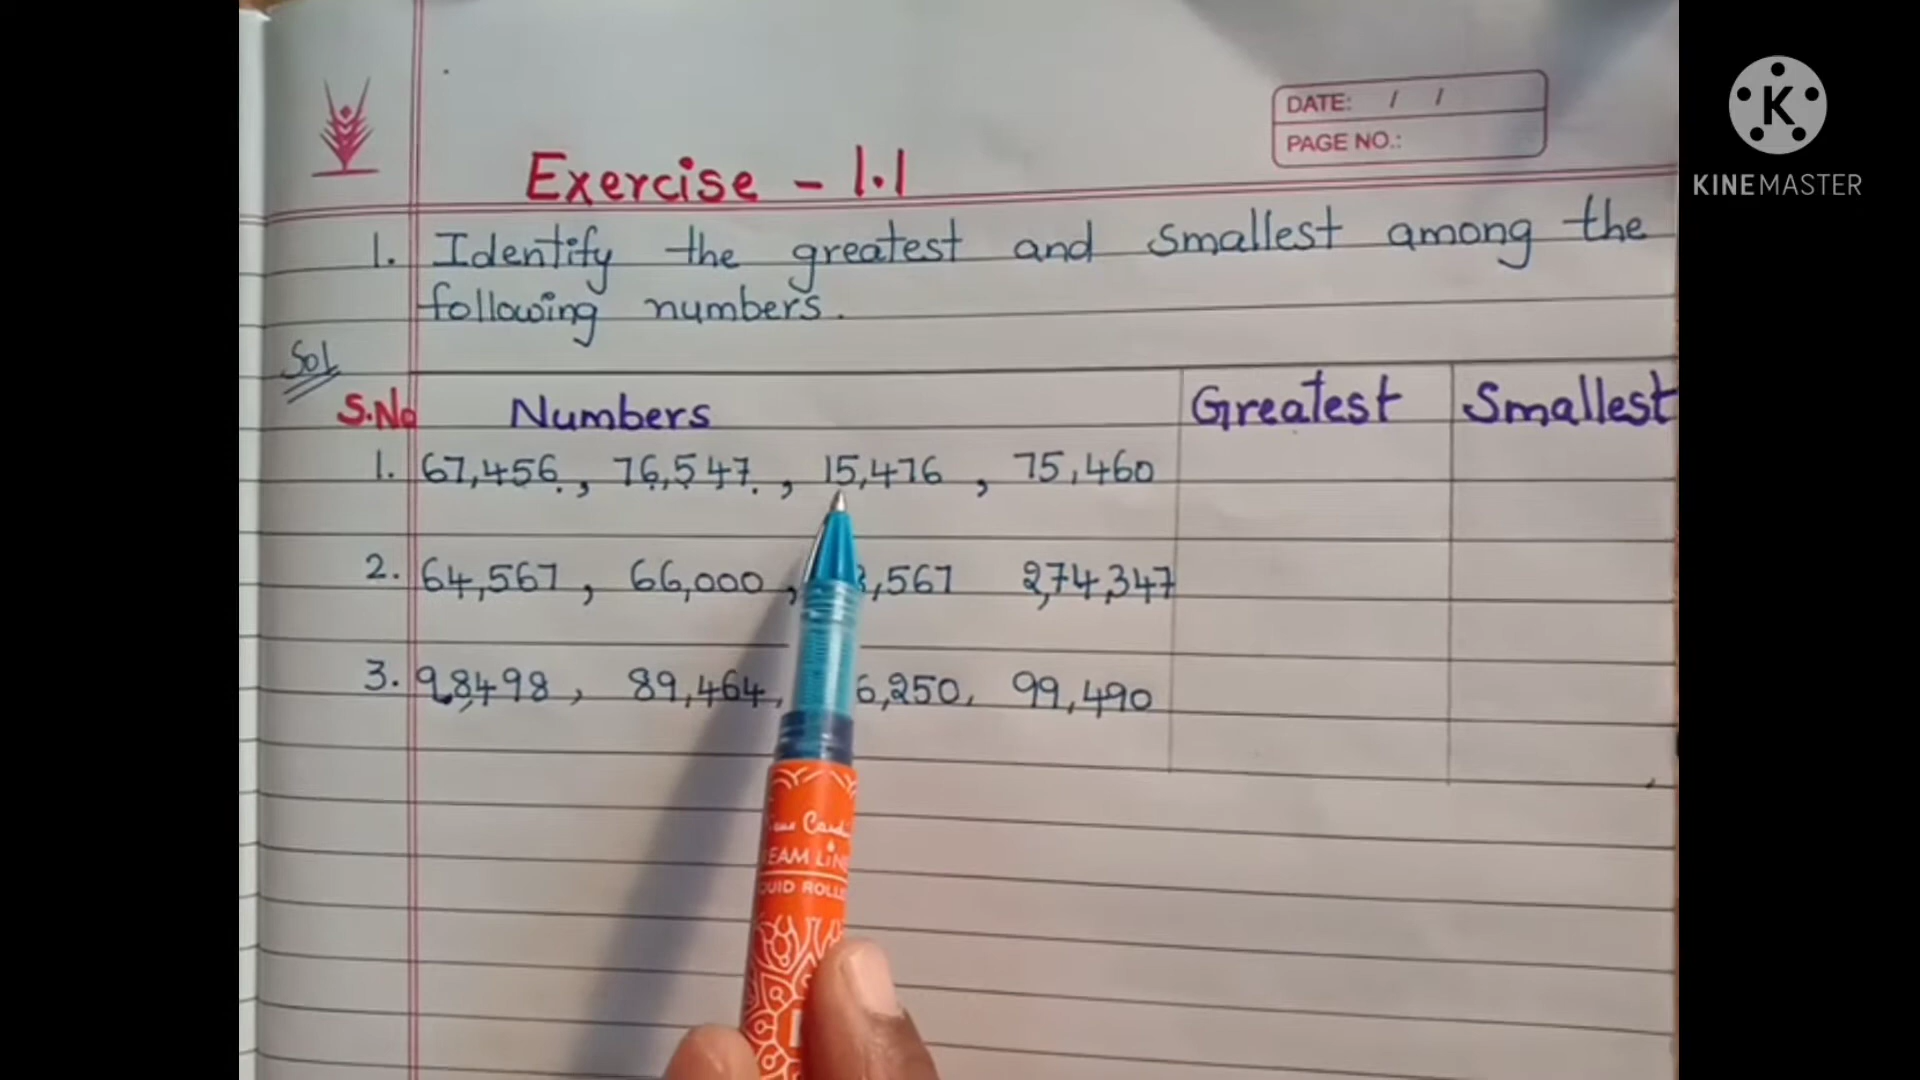 DATE: / /
PAGE NO.:
KINEMASTER
Exercise - 1.1
1. Identify the greatest and smallest among the
following numbers.
Sol
S.No Numbers Greatest Smallest
1. 67,456, 76,547, 15,476, 75,460
2. 64,567, 66,000, ,567 2,74,347
3. 98,498, 89,464, 6,250, 99,490